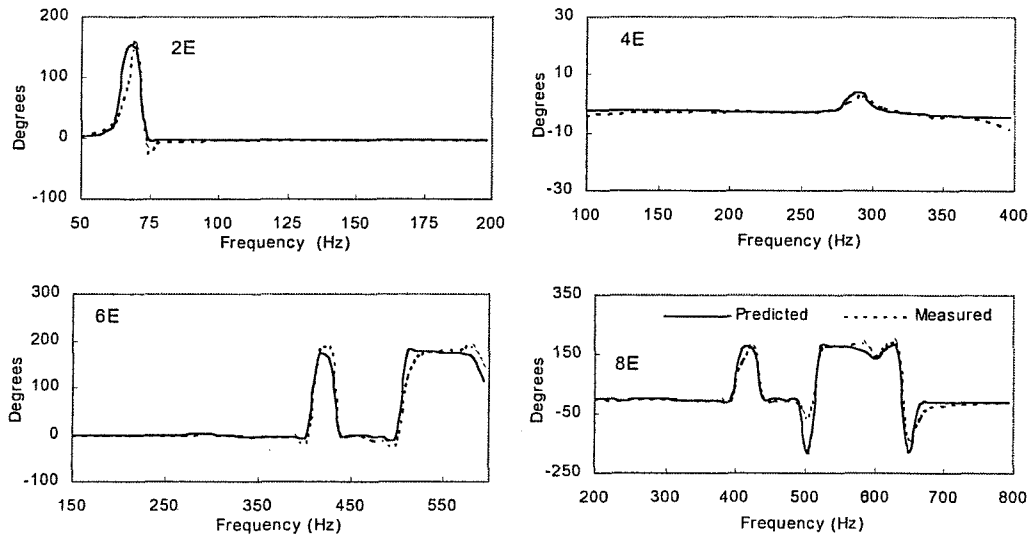 200
100
0
-100
Degrees
2E
50 75 100 125 150 175 200
Frequency (Hz)
30
10
-10
-30
Degrees
4E
100 150 200 250 300 350 400
Frequency (Hz)
300
200
100
0
-100
Degrees
6E
150 250 350 450 550
Frequency (Hz)
350
150
-50
-250
Degrees
Predicted Measured
8E
200 300 400 500 600 700 800
Frequency (Hz)